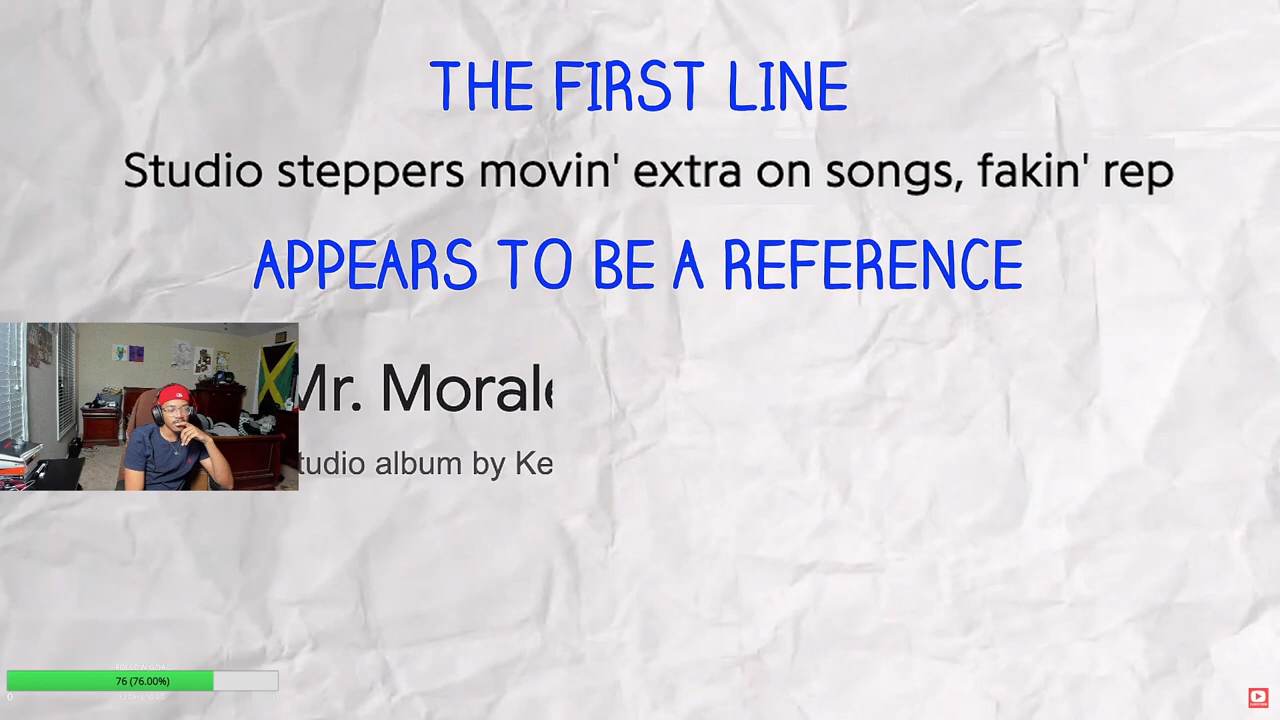 THE FIRST LINE
Studio steppers movin' extra on songs, fakin' rep
APPEARS TO BE A REFERENCE
Mr. Morale
tudio album by Ke
76 (76.00%)
0